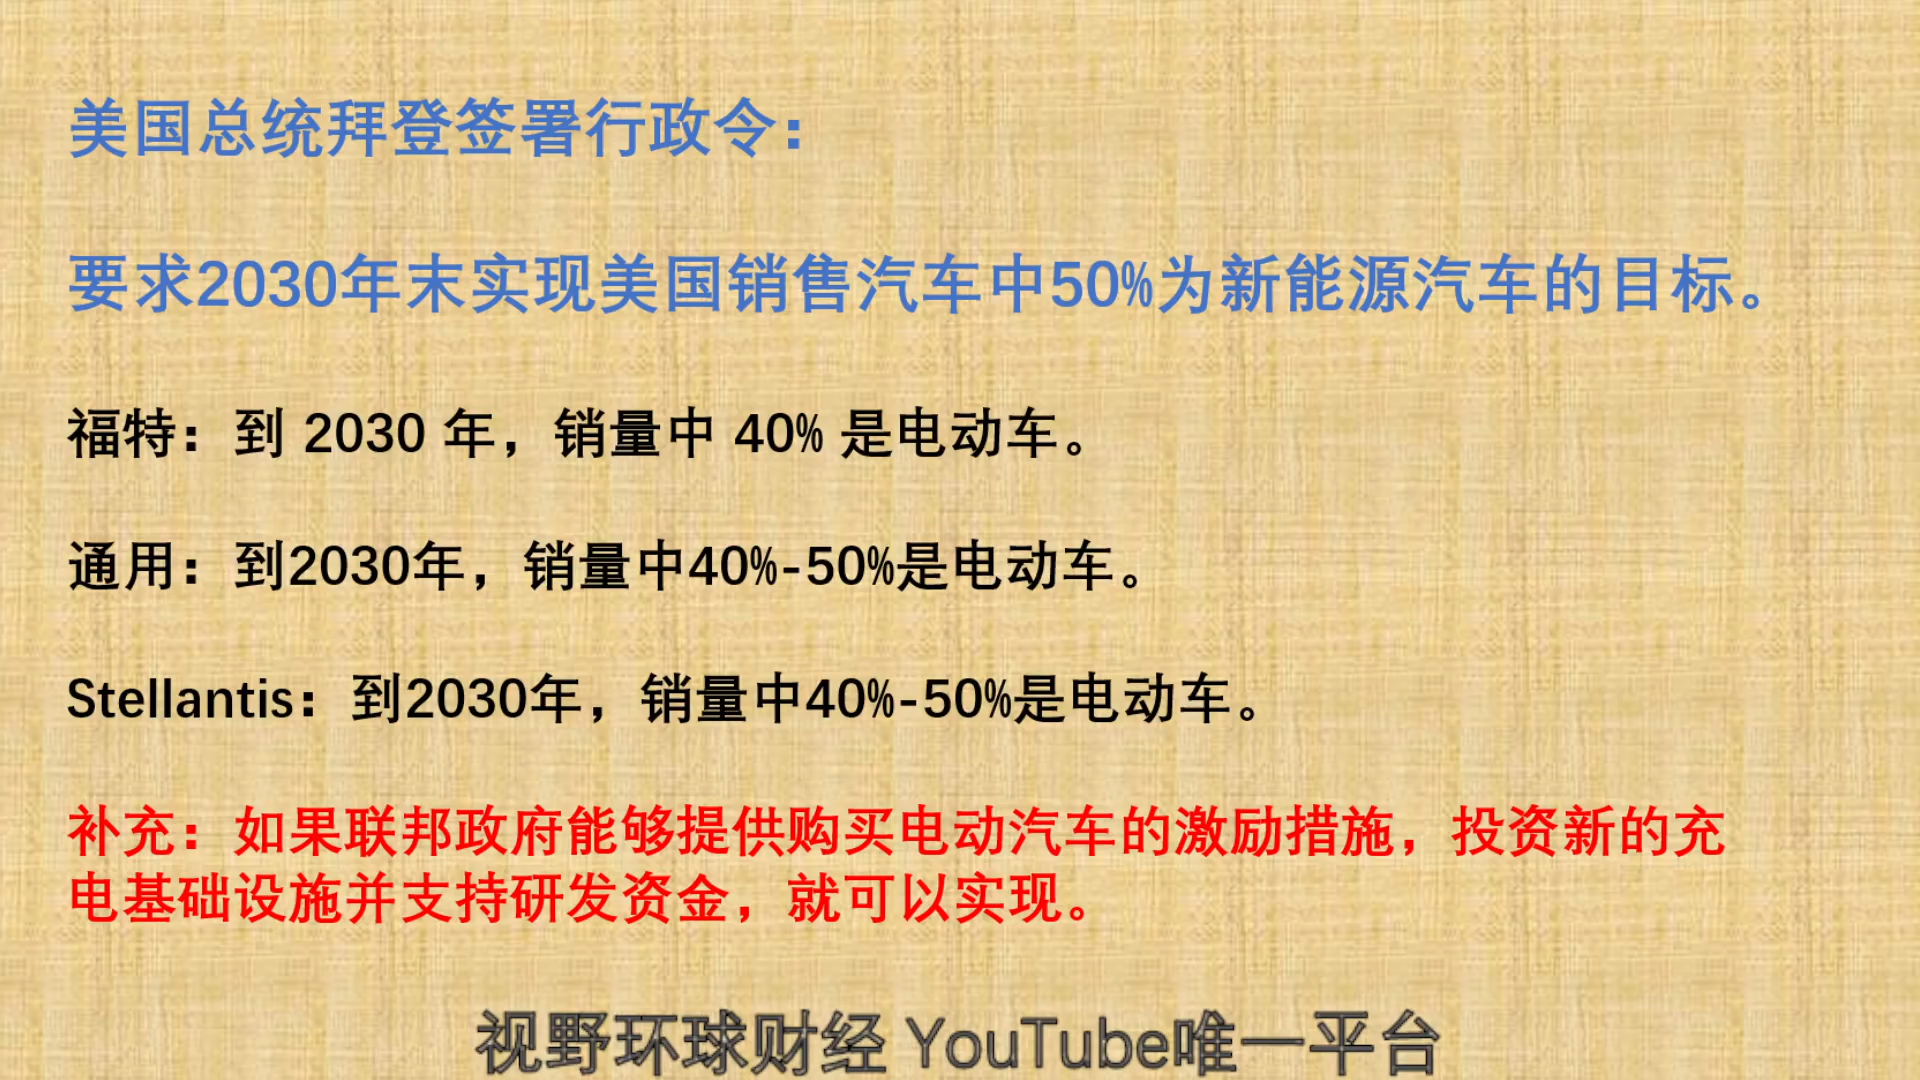 美国总统拜登签署行政令：
要求2030年末实现美国销售汽车中50%为新能源汽车的目标。
福特：到 2030 年，销量中 40% 是电动车。
通用：到2030年，销量中40%-50%是电动车。
Stellantis：到2030年，销量中40%-50%是电动车。
补充：如果联邦政府能够提供购买电动汽车的激励措施，投资新的充
电基础设施并支持研发资金，就可以实现。
视野环球财经 YouTube唯一平台